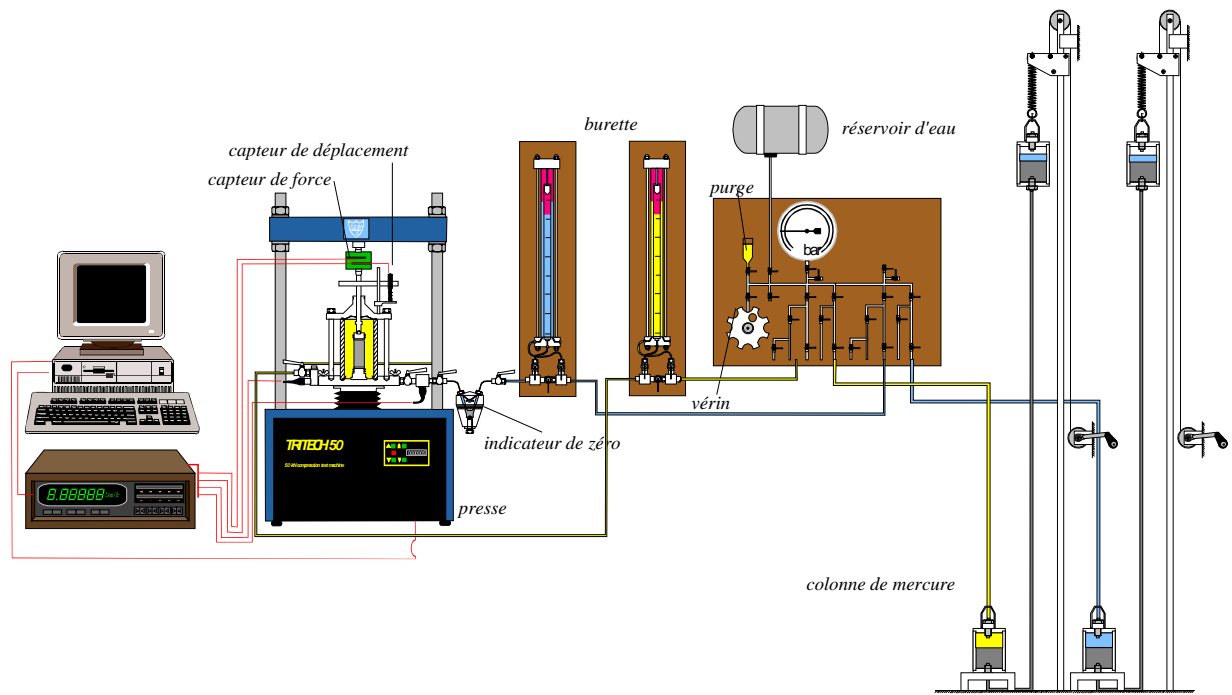 burette
réservoir d'eau
capteur de déplacement
capteur de force
purge
bar
vérin
indicateur de zéro
TRITECH 50
50 kN compression test machine
8.88888
presse
colonne de mercure